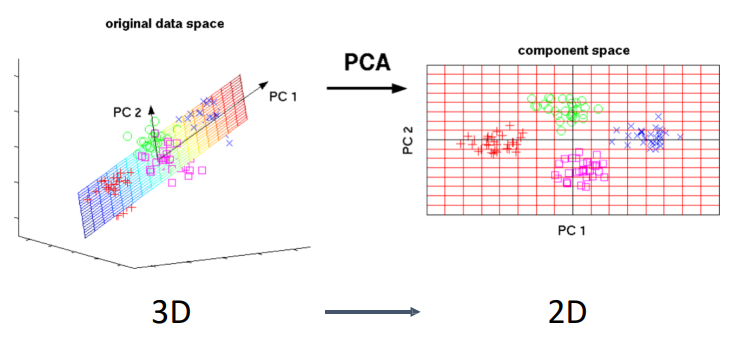 original data space
PC 1
PC 2
PCA
component space
PC 2
PC 1
3D
2D